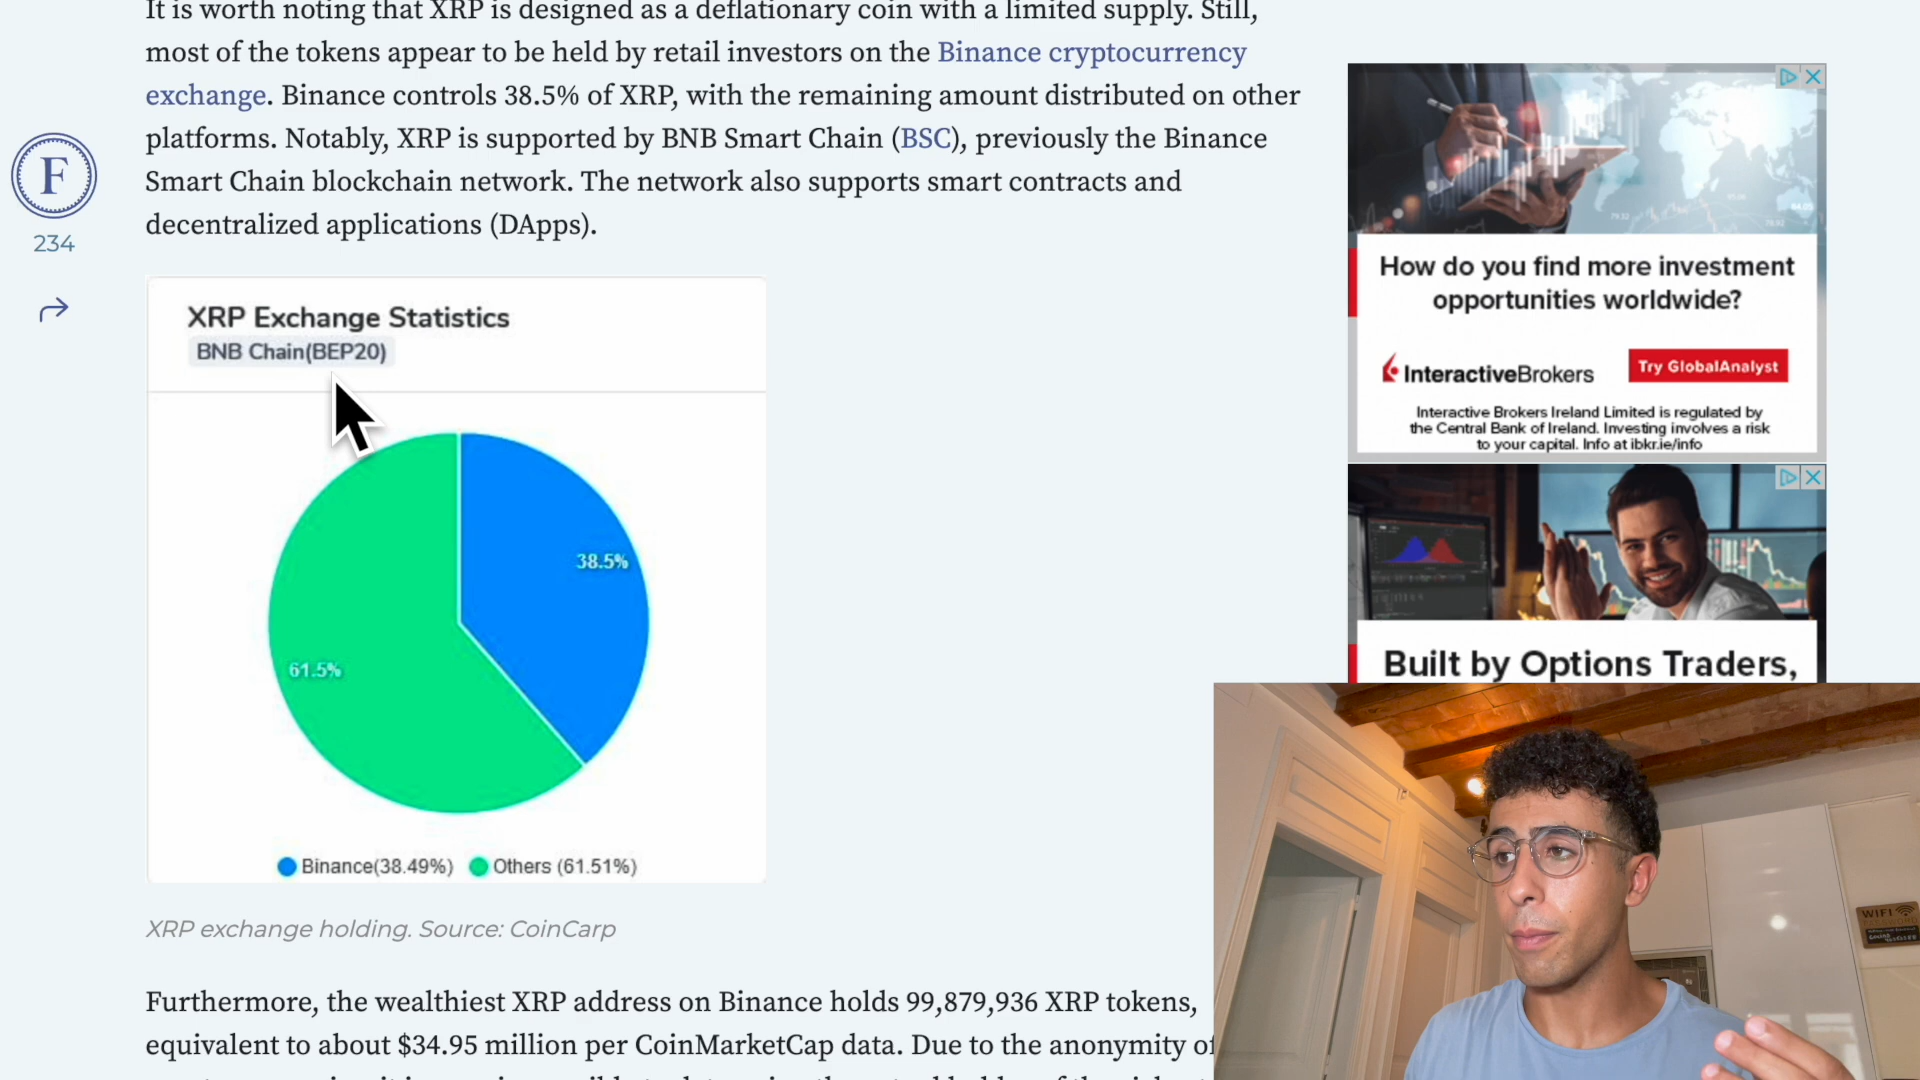 It is worth noting that XRP is designed as a deflationary coin with a limited supply. Still,
most of the tokens appear to be held by retail investors on the Binance cryptocurrency
exchange. Binance controls 38.5% of XRP, with the remaining amount distributed on other
platforms. Notably, XRP is supported by BNB Smart Chain (BSC), previously the Binance
Smart Chain blockchain network. The network also supports smart contracts and
decentralized applications (DApps).
F
234
XRP Exchange Statistics
BNB Chain(BEP20)
38.5%
61.5%
Binance(38.49%) Others (61.51%)
XRP exchange holding. Source: CoinCarp
Furthermore, the wealthiest XRP address on Binance holds 99,879,936 XRP tokens,
equivalent to about $34.95 million per CoinMarketCap data. Due to the anonymity of
How do you find more investment
opportunities worldwide?
InteractiveBrokers
Try GlobalAnalyst
Interactive Brokers Ireland Limited is regulated by
the Central Bank of Ireland. Investing involves a risk
to your capital. Info at ibkr.ie/info
Built by Options Traders,
WIFI